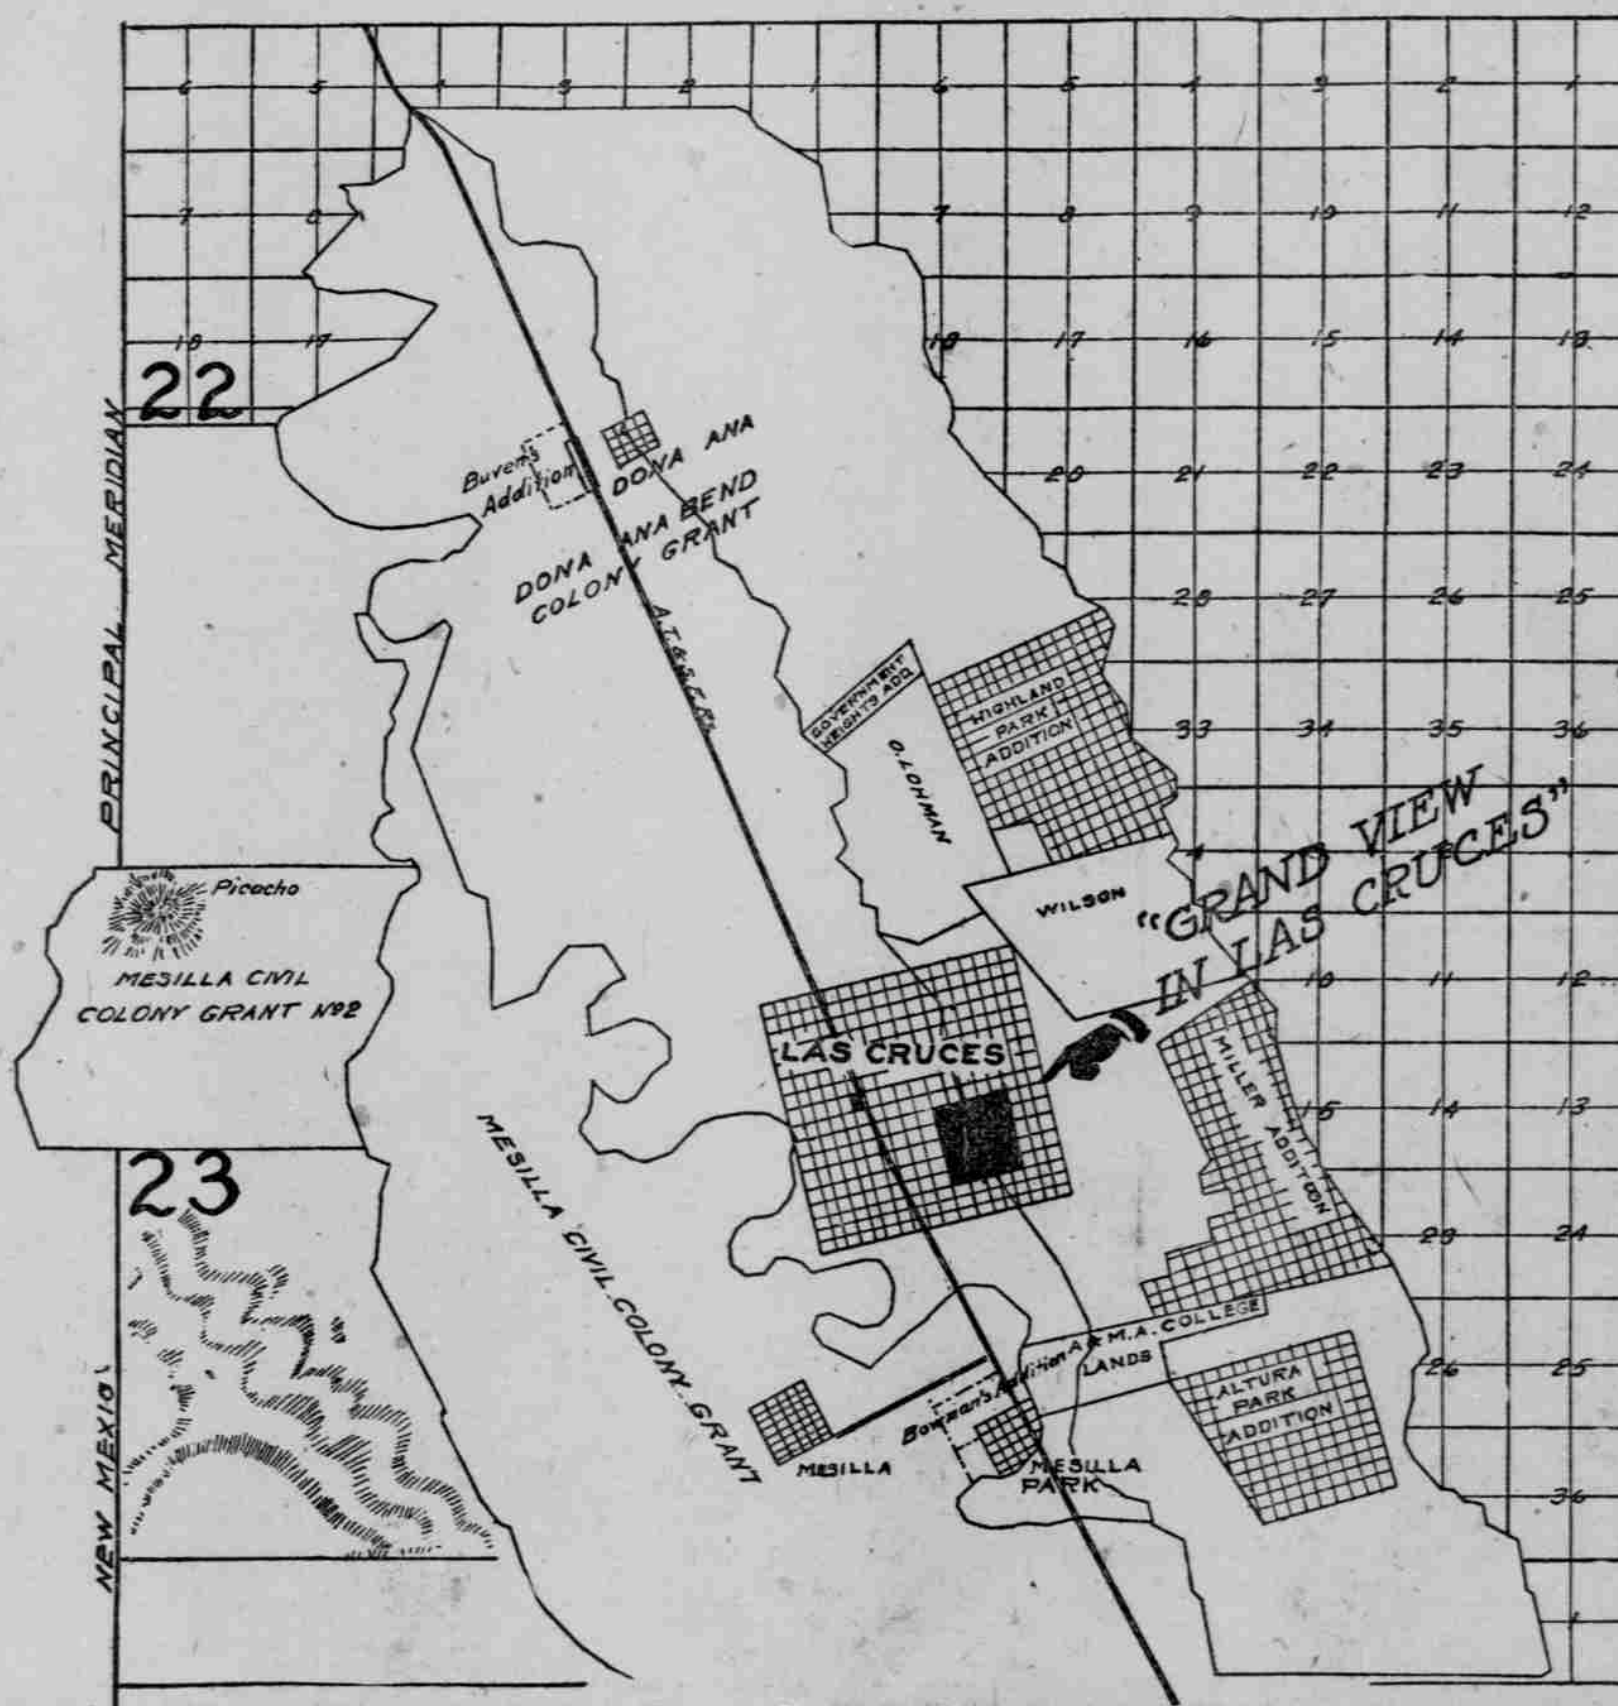 6 5 4 3 2 1 6 5 4 3 2 1
7 8 7 8 9 10 11 12
18 17 18 17 16 15 14 13
22
20 21 22 23 24
28 27 26 25
33 34 35 36
PRINCIPAL MERIDIAN
Buven's
Addition
DONA ANA
DONA ANA BEND
COLONY GRANT
A.T.&S.F.RY.
GOVERNMENT
HEIGHTS ADD.
O. LOHMAN
HIGHLAND
PARK
ADDITION
WILSON
"GRAND VIEW
IN LAS CRUCES"
Picacho
MESILLA CIVIL
COLONY GRANT Nº2
10 11 12
LAS CRUCES
MILLER
ADDITION
15 14 13
23
MESILLA CIVIL COLONY GRANT
23 24
A & M.A. COLLEGE
LANDS
Bowman's Addition
26 25
ALTURA
PARK
ADDITION
MESILLA
MESILLA
PARK
36
NEW MEXICO
1